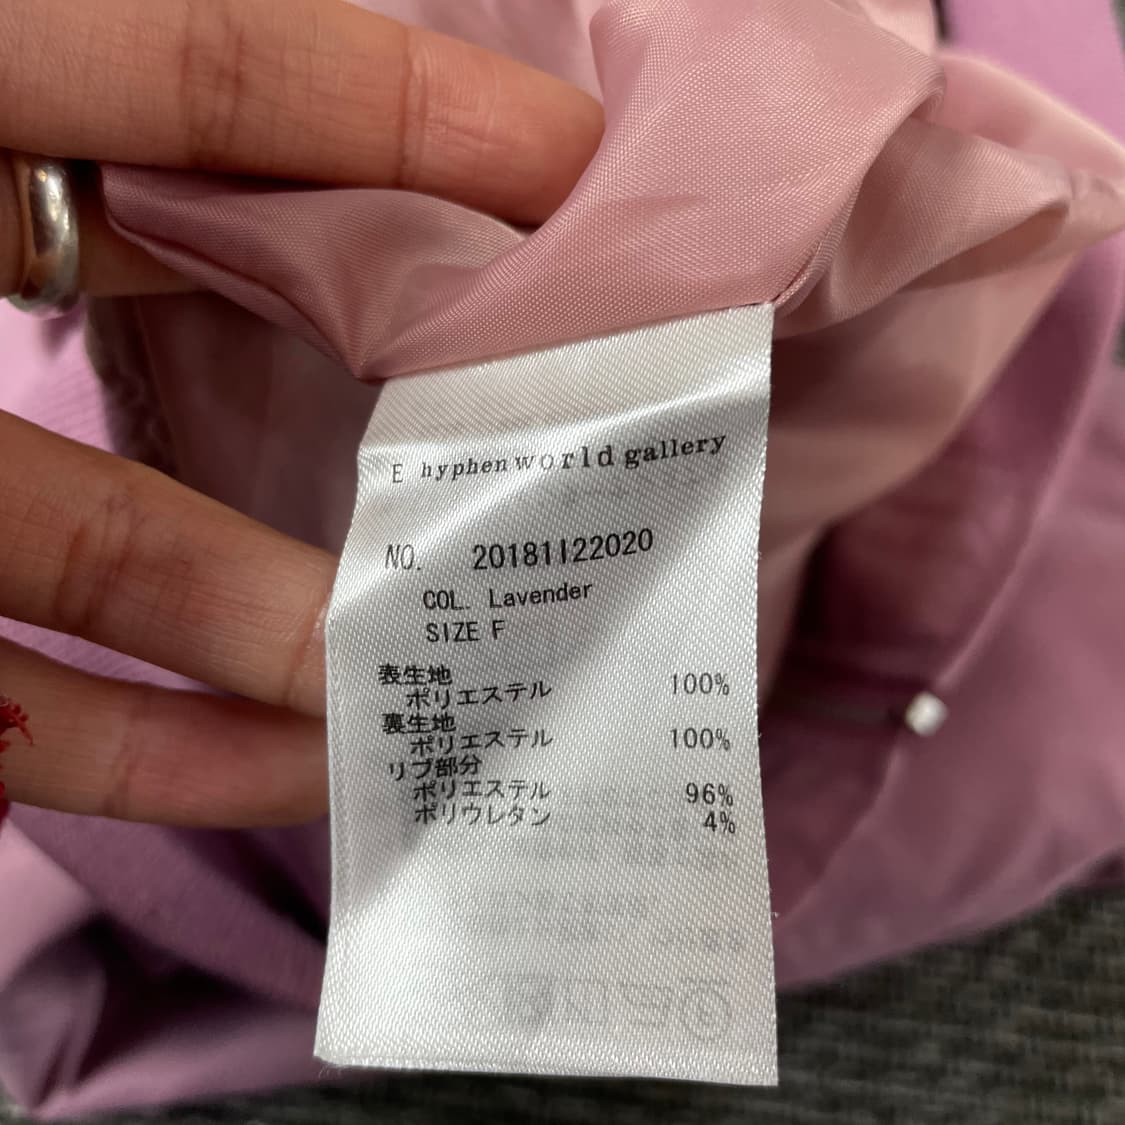 E hyphen world gallery
NO. 20181122020
COL. Lavender
SIZE F
表生地
ポリエステル 100%
裏生地
ポリエステル 100%
リブ部分
ポリエステル 96%
ポリウレタン 4%